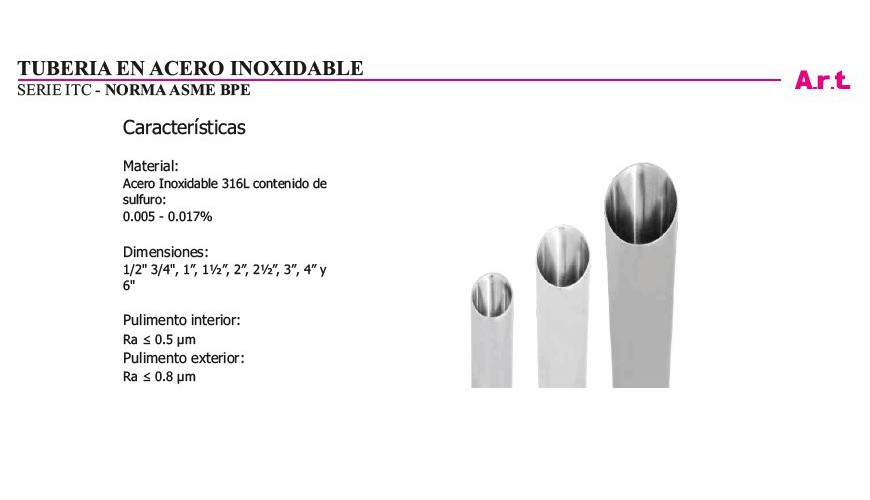 TUBERIA EN ACERO INOXIDABLE
SERIE ITC - NORMA ASME BPE
A.r.t.
Características
Material:
Acero Inoxidable 316L contenido de
sulfuro:
0.005 - 0.017%
Dimensiones:
1/2" 3/4", 1”, 1½”, 2”, 2½”, 3”, 4” y
6"
Pulimento interior:
Ra ≤ 0.5 µm
Pulimento exterior:
Ra ≤ 0.8 µm